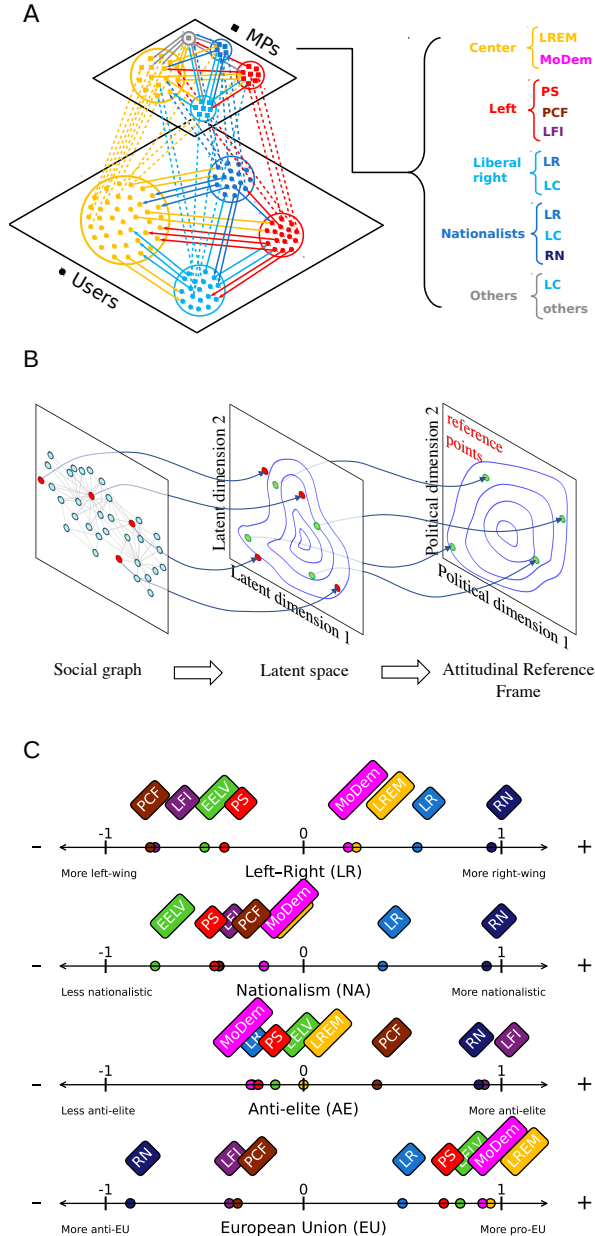 A
MPs
Users
Center
LREM
MoDem
Left
PS
PCF
LFI
Liberal
right
LR
LC
Nationalists
LR
LC
RN
Others
LC
others
B
Latent dimension 2
Latent dimension 1
Political dimension 2
reference
points
Political dimension 1
Social graph
Latent space
Attitudinal Reference
Frame
C
PCF LFI EELV PS MoDem LREM LR RN
-1 0 1
− +
More left-wing Left–Right (LR) More right-wing
EELV PS LFI PCF MoDem LR RN
-1 0 1
− +
Less nationalistic Nationalism (NA) More nationalistic
MoDem LR PS EELV LREM PCF RN LFI
-1 0 1
− +
Less anti-elite Anti-elite (AE) More anti-elite
RN LFI PCF LR PS EELV MoDem LREM
-1 0 1
− +
More anti-EU European Union (EU) More pro-EU